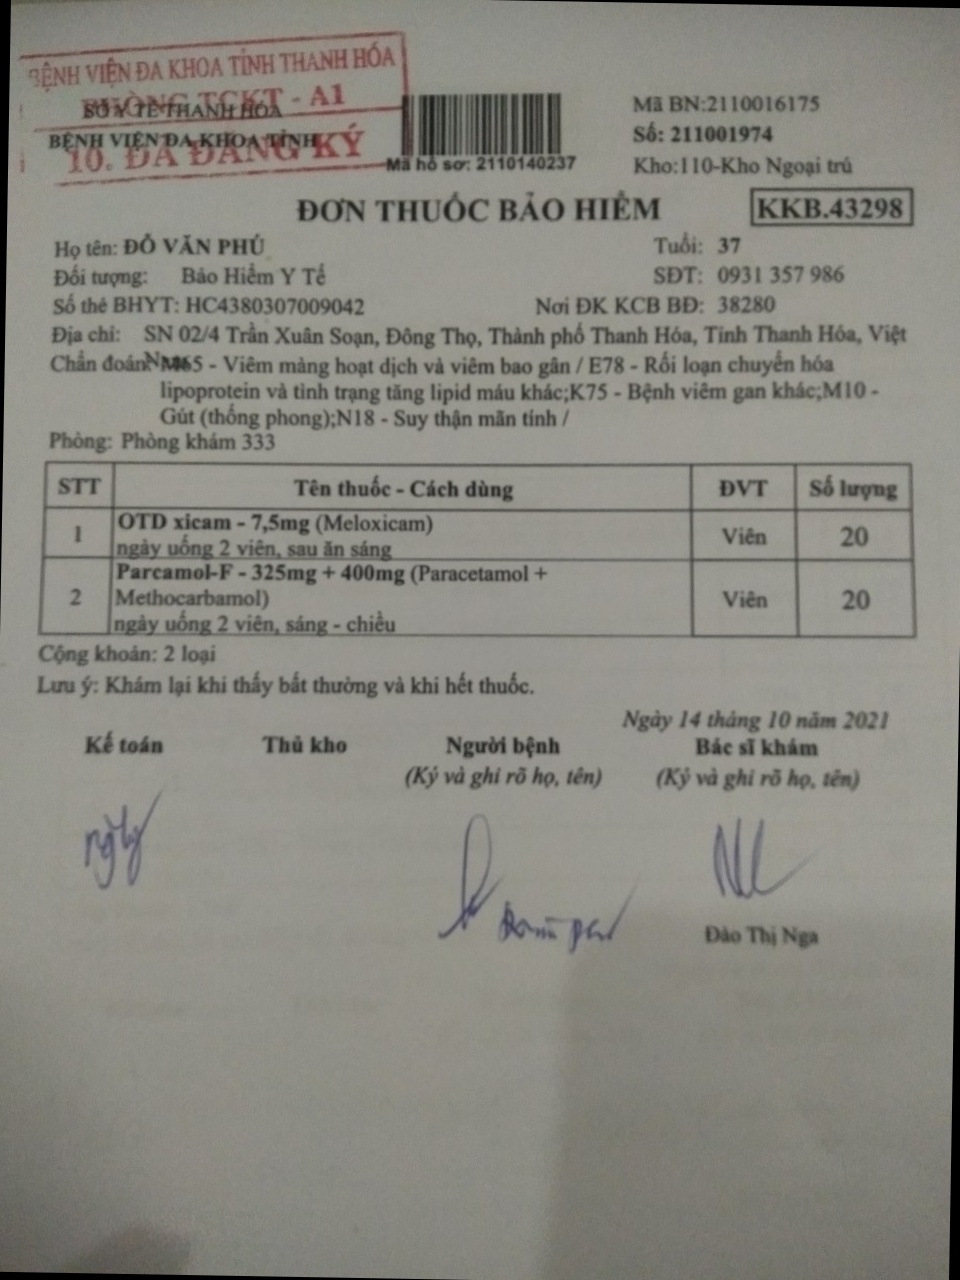 BỆNH VIỆN ĐA KHOA TỈNH THANH HÓA
PHÒNG TCKT - A1
SỞ Y TẾ THANH HÓA
BỆNH VIỆN ĐA KHOA TỈNH
10. ĐÃ ĐĂNG KÝ
Mã hồ sơ: 2110140237
Mã BN:2110016175
Số: 211001974
Kho:110-Kho Ngoại trú
ĐƠN THUỐC BẢO HIỂM
KKB.43298
Họ tên: ĐỖ VĂN PHÚ
Tuổi: 37
Đối tượng: Bảo Hiểm Y Tế
SĐT: 0931 357 986
Số thẻ BHYT: HC4380307009042
Nơi ĐK KCB BĐ: 38280
Địa chỉ: SN 02/4 Trần Xuân Soạn, Đông Thọ, Thành phố Thanh Hóa, Tỉnh Thanh Hóa, Việt
Nam
Chẩn đoán: M65 - Viêm màng hoạt dịch và viêm bao gân / E78 - Rối loạn chuyển hóa
lipoprotein và tình trạng tăng lipid máu khác;K75 - Bệnh viêm gan khác;M10 -
Gút (thống phong);N18 - Suy thận mãn tính /
Phòng: Phòng khám 333
STT Tên thuốc - Cách dùng ĐVT Số lượng
1 OTD xicam - 7,5mg (Meloxicam) Viên 20
ngày uống 2 viên, sau ăn sáng
2 Parcamol-F - 325mg + 400mg (Paracetamol + Viên 20
Methocarbamol)
ngày uống 2 viên, sáng - chiều
Cộng khoản: 2 loại
Lưu ý: Khám lại khi thấy bất thường và khi hết thuốc.
Ngày 14 tháng 10 năm 2021
Kế toán Thủ kho Người bệnh Bác sĩ khám
(Ký và ghi rõ họ, tên) (Ký và ghi rõ họ, tên)
Đào Thị Nga